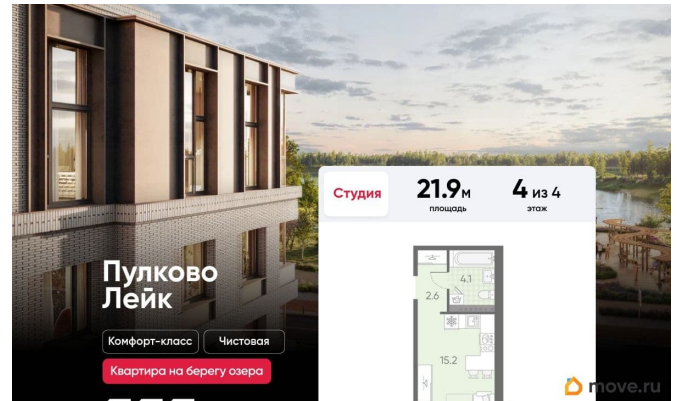 Студия
21.9 м
площадь
4 из 4
этаж
Пулково
Лейк
Комфорт-класс
Чистовая
Квартира на берегу озера
4.1
2.6
15.2
move.ru